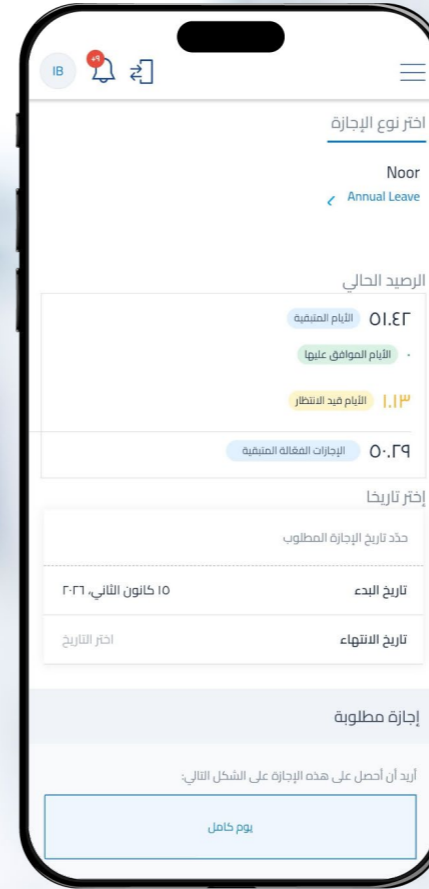 IB
+٩
اختر نوع الإجازة
Noor
Annual Leave
الرصيد الحالي
٥١.٤٢ الأيام المتبقية
٠ الأيام الموافق عليها
١.١٣ الأيام قيد الانتظار
٥٠.٢٩ الإجازات الفعّالة المتبقية
إختر تاريخا
حدّد تاريخ الإجازة المطلوب
تاريخ البدء ١٥ كانون الثاني، ٢٠٢٦
تاريخ الانتهاء اختر التاريخ
إجازة مطلوبة
أريد أن أحصل على هذه الإجازة على الشكل التالي:
يوم كامل